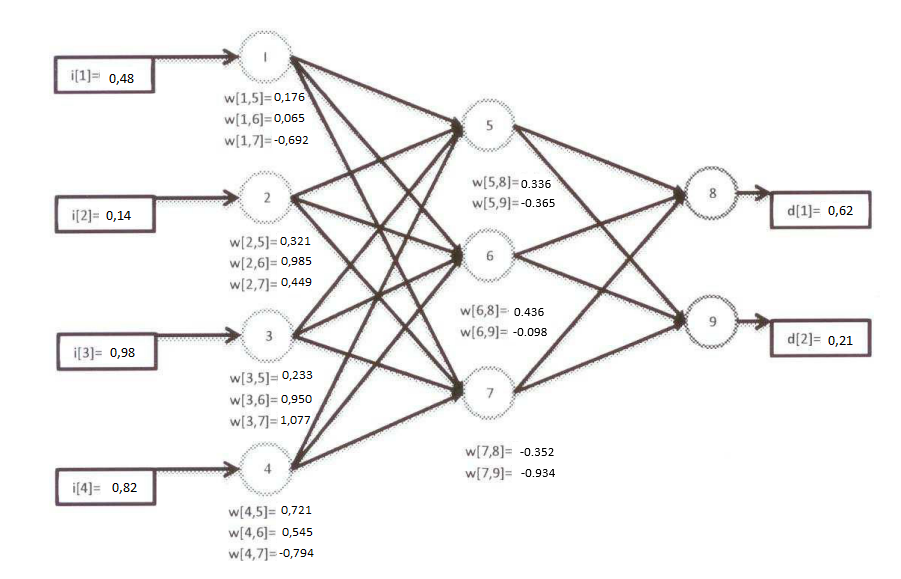 1
i[1]= 0,48
w[1,5]= 0,176
w[1,6]= 0,065
w[1,7]= -0,692
2
i[2]= 0,14
w[2,5]= 0,321
w[2,6]= 0,985
w[2,7]= 0,449
3
i[3]= 0,98
w[3,5]= 0,233
w[3,6]= 0,950
w[3,7]= 1,077
4
i[4]= 0,82
w[4,5]= 0,721
w[4,6]= 0,545
w[4,7]= -0,794
5
w[5,8]= 0.336
w[5,9]= -0.365
6
w[6,8]= 0.436
w[6,9]= -0.098
7
w[7,8]= -0.352
w[7,9]= -0.934
8
d[1]= 0,62
9
d[2]= 0,21